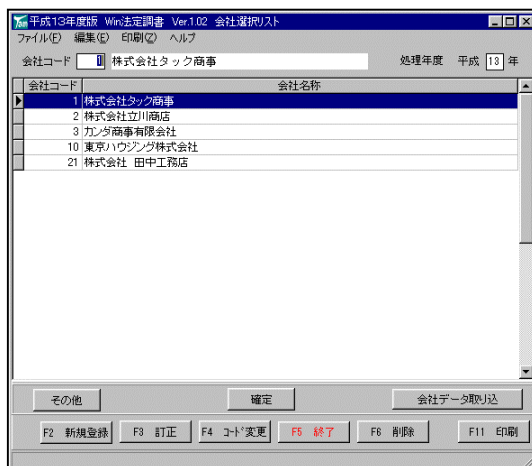 平成13年度版 Win法定調書 Ver.1.02 会社選択リスト
ファイル(F) 編集(E) 印刷(Z) ヘルプ
会社コード 1 株式会社タック商事 処理年度 平成 13 年
会社コード 会社名称
1 株式会社タック商事
2 株式会社立川商店
3 カンダ商事有限会社
10 東京ハウジング株式会社
21 株式会社 田中工務店
その他 確定 会社データ取り込
F2 新規登録 F3 訂正 F4 コード変更 F5 終了 F6 削除 F11 印刷